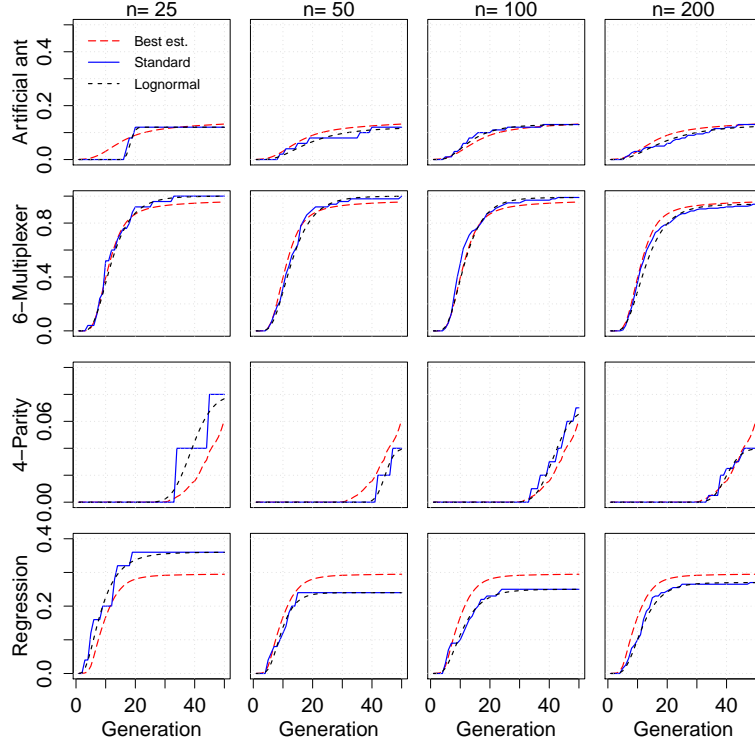 n= 25 n= 50 n= 100 n= 200
Artificial ant
0.0 0.2 0.4
Best est.
Standard
Lognormal
6−Multiplexer
0.0 0.4 0.8
4−Parity
0.00 0.06
Regression
0.0 0.2 0.4
0 20 40 0 20 40 0 20 40 0 20 40
Generation Generation Generation Generation